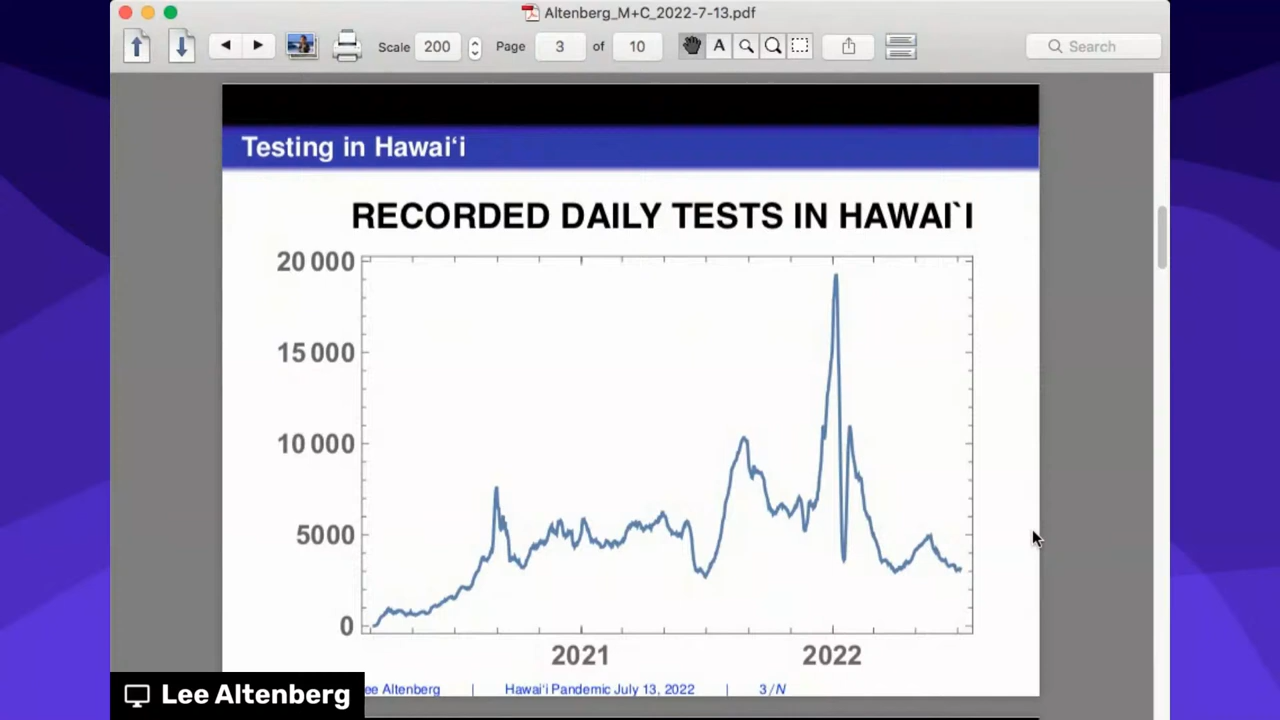 Altenberg_M+C_2022-7-13.pdf
Scale 200 Page 3 of 10 A Search
Testing in Hawai‘i
RECORDED DAILY TESTS IN HAWAI`I
20 000
15 000
10 000
5000
0
2021 2022
ee Altenberg | Hawai‘i Pandemic July 13, 2022 | 3/N
Lee Altenberg